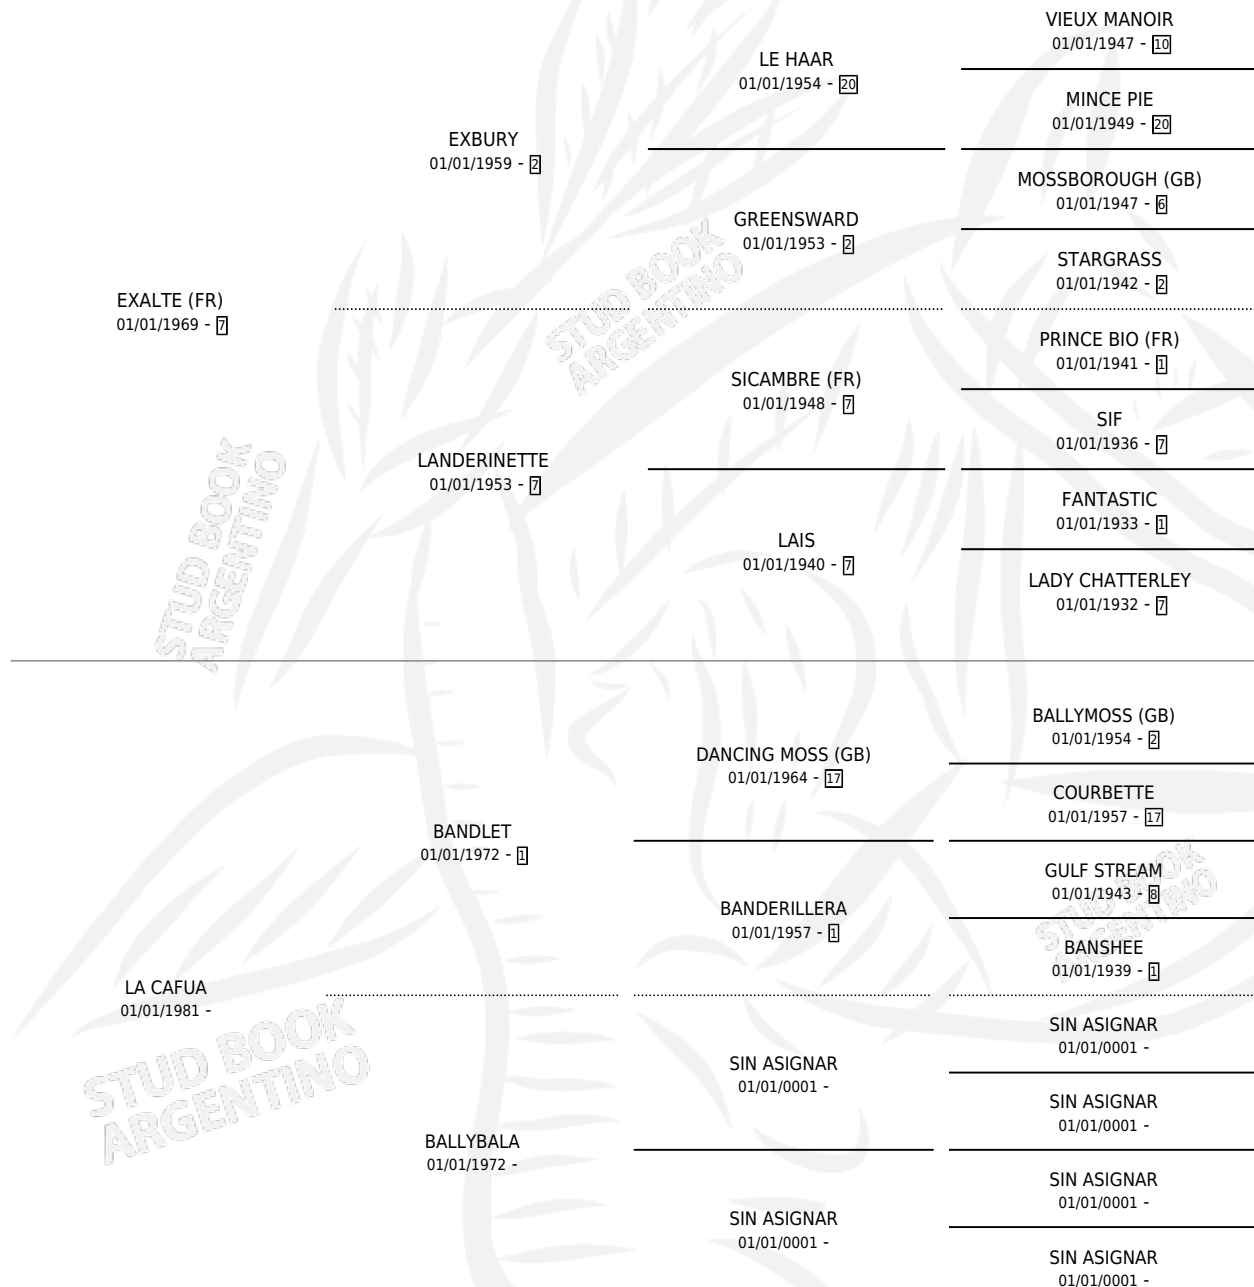 VIEUX MANOIR
01/01/1947 - 10
LE HAAR
01/01/1954 - 20
MINCE PIE
01/01/1949 - 20
EXBURY
01/01/1959 - 2
MOSSBOROUGH (GB)
01/01/1947 - 6
GREENSWARD
01/01/1953 - 2
STARGRASS
01/01/1942 - 2
EXALTE (FR)
01/01/1969 - 7
PRINCE BIO (FR)
01/01/1941 - 1
SICAMBRE (FR)
01/01/1948 - 7
SIF
01/01/1936 - 7
LANDERINETTE
01/01/1953 - 7
FANTASTIC
01/01/1933 - 1
LAIS
01/01/1940 - 7
LADY CHATTERLEY
01/01/1932 - 7
BALLYMOSS (GB)
01/01/1954 - 2
DANCING MOSS (GB)
01/01/1964 - 17
COURBETTE
01/01/1957 - 17
BANDLET
01/01/1972 - 1
GULF STREAM
01/01/1943 - 8
BANDERILLERA
01/01/1957 - 1
BANSHEE
01/01/1939 - 1
LA CAFUA
01/01/1981 -
SIN ASIGNAR
01/01/0001 -
SIN ASIGNAR
01/01/0001 -
SIN ASIGNAR
01/01/0001 -
BALLYBALA
01/01/1972 -
SIN ASIGNAR
01/01/0001 -
SIN ASIGNAR
01/01/0001 -
SIN ASIGNAR
01/01/0001 -
STUD BOOK
ARGENTINO
STUD BOOK
ARGENTINO
STUD BOOK
ARGENTINO
STUD BOOK
ARGENTINO